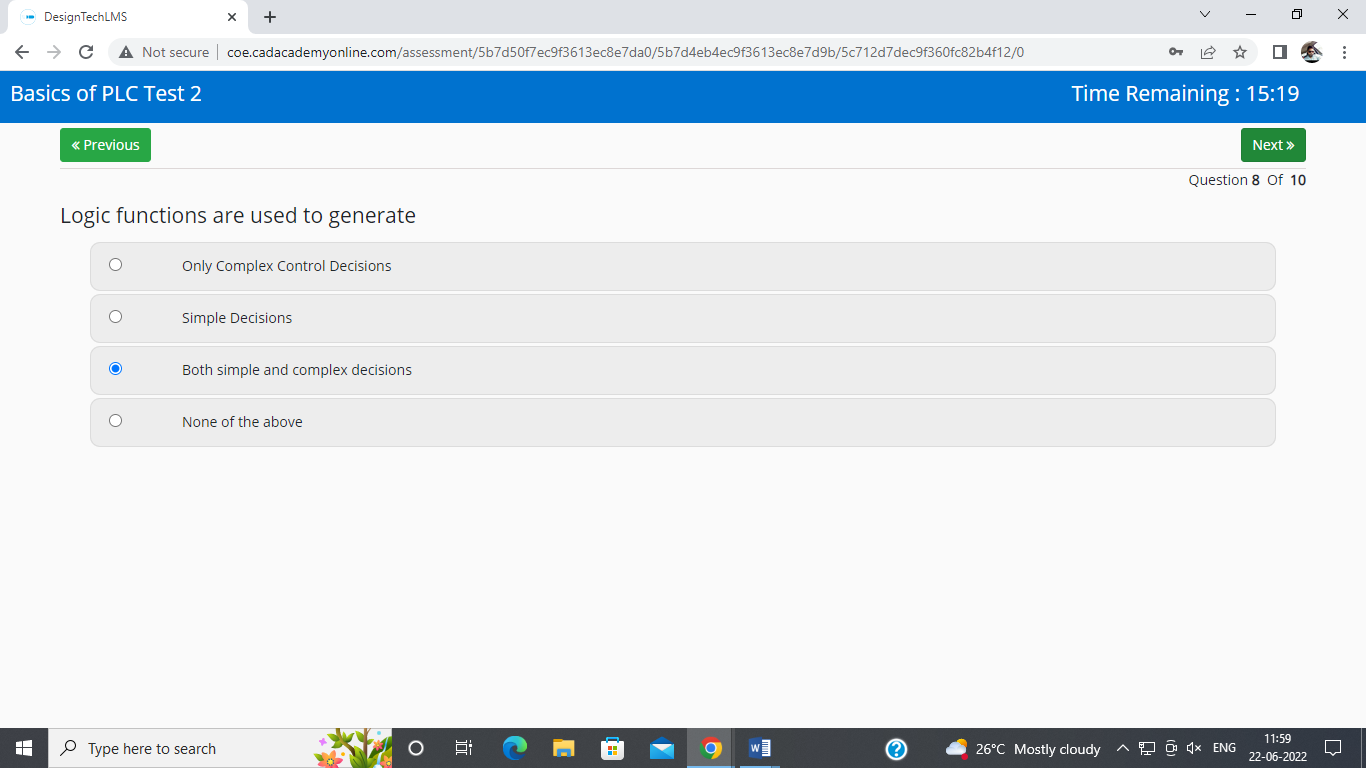 DesignTechLMS
Not secure coe.cadacademyonline.com/assessment/5b7d50f7ec9f3613ec8e7da0/5b7d4eb4ec9f3613ec8e7d9b/5c712d7dec9f360fc82b4f12/0
Basics of PLC Test 2 Time Remaining : 15:19
« Previous Next »
Question 8 Of 10
Logic functions are used to generate
Only Complex Control Decisions
Simple Decisions
Both simple and complex decisions
None of the above
Type here to search 26°C Mostly cloudy ENG 11:59
22-06-2022